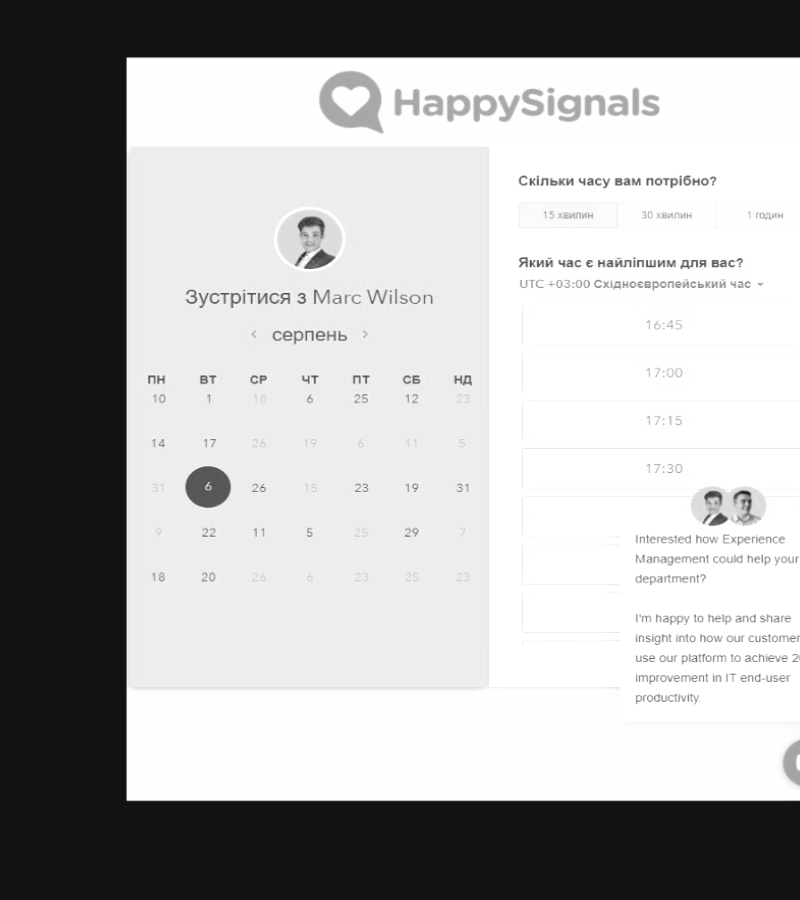 HappySignals
Зустрітися з Marc Wilson
серпень
ПН ВТ СР ЧТ ПТ СБ НД
10 1 18 6 25 12 23
14 17 26 19 6 11 5
31 6 26 15 23 19 31
9 22 11 5 25 29 7
18 20 26 6 23 25 23
Скільки часу вам потрібно?
15 хвилин 30 хвилин 1 годин
Який час є найліпшим для вас?
UTC +03:00 Східноєвропейський час
16:45
17:00
17:15
17:30
Interested how Experience
Management could help your
department?
I'm happy to help and share
insight into how our
use our platform to achieve
improvement in IT end-user
productivity.